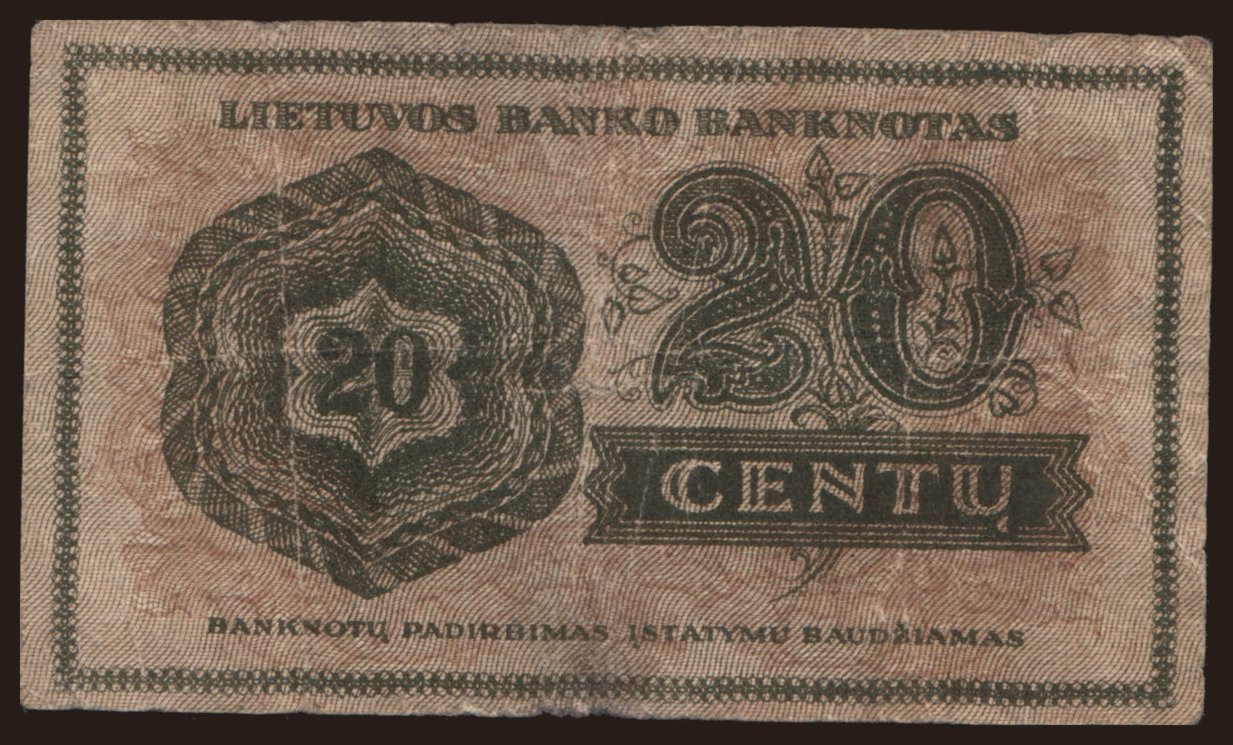 LIETUVOS BANKO BANKNOTAS
20
20
CENTŲ
BANKNOTŲ PADIRBIMAS ĮSTATYMU BAUDŽIAMAS